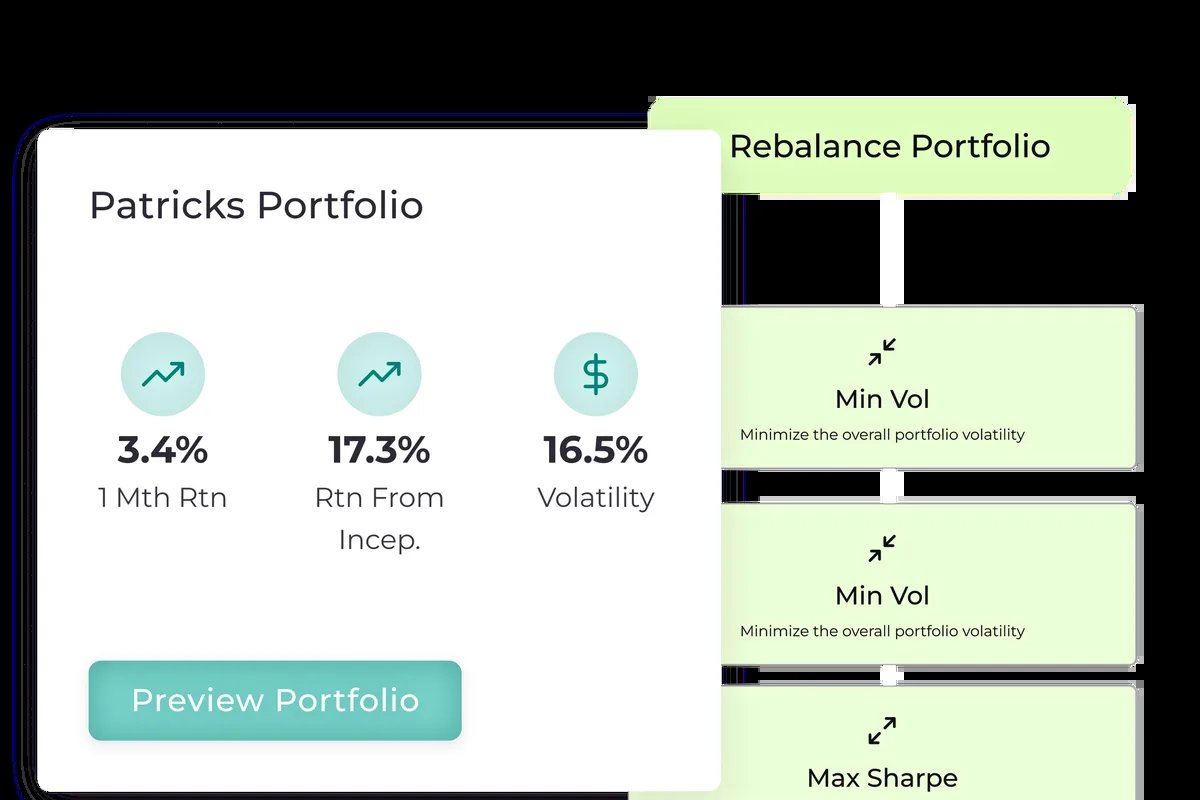 Rebalance Portfolio
Patricks Portfolio
3.4%
1 Mth Rtn
17.3%
Rtn From
Incep.
16.5%
Volatility
Preview Portfolio
Min Vol
Minimize the overall portfolio volatility
Min Vol
Minimize the overall portfolio volatility
Max Sharpe